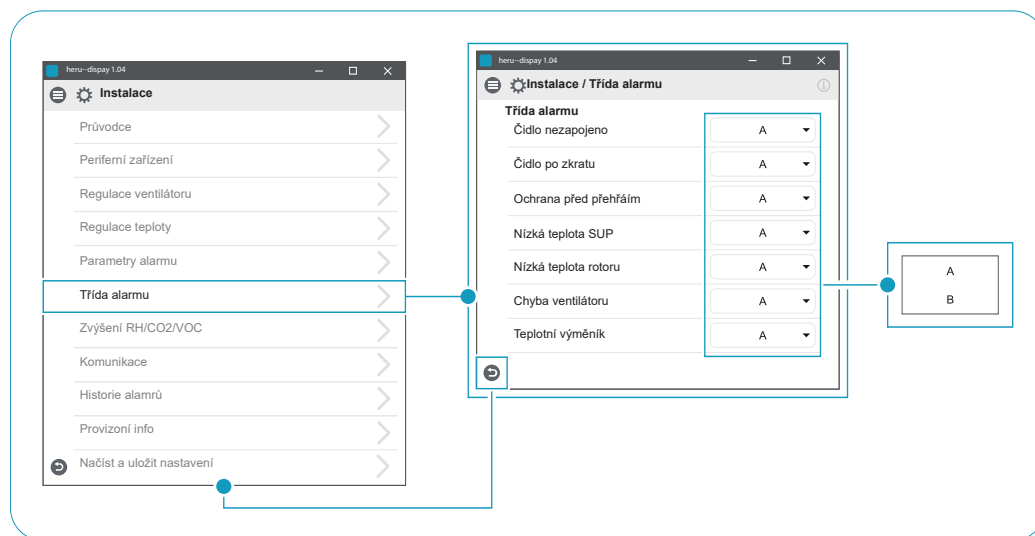 heru--dispay 1.04
Instalace
Průvodce
Periferní zařízení
Regulace ventilátoru
Regulace teploty
Parametry alarmu
Třída alarmu
Zvýšení RH/CO2/VOC
Komunikace
Historie alamrů
Provizoní info
Načíst a uložit nastavení
heru--dispay 1.04
Instalace / Třída alarmu
Třída alarmu
Čidlo nezapojeno A
Čidlo po zkratu A
Ochrana před přehřáím A
Nízká teplota SUP A
Nízká teplota rotoru A
Chyba ventilátoru A
Teplotní výměník A
A
B